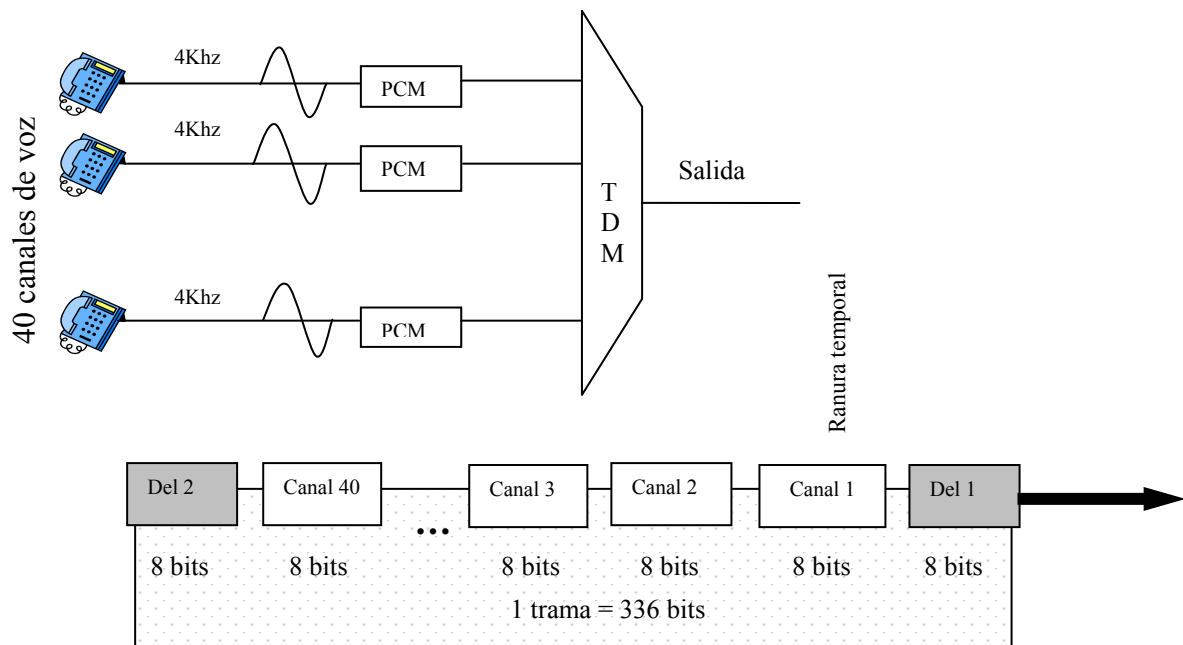 40 canales de voz
4Khz
PCM
4Khz
PCM
4Khz
PCM
T
D
M
Salida
Ranura temporal
Del 2
Canal 40
...
Canal 3
Canal 2
Canal 1
Del 1
8 bits
8 bits
8 bits
8 bits
8 bits
8 bits
1 trama = 336 bits